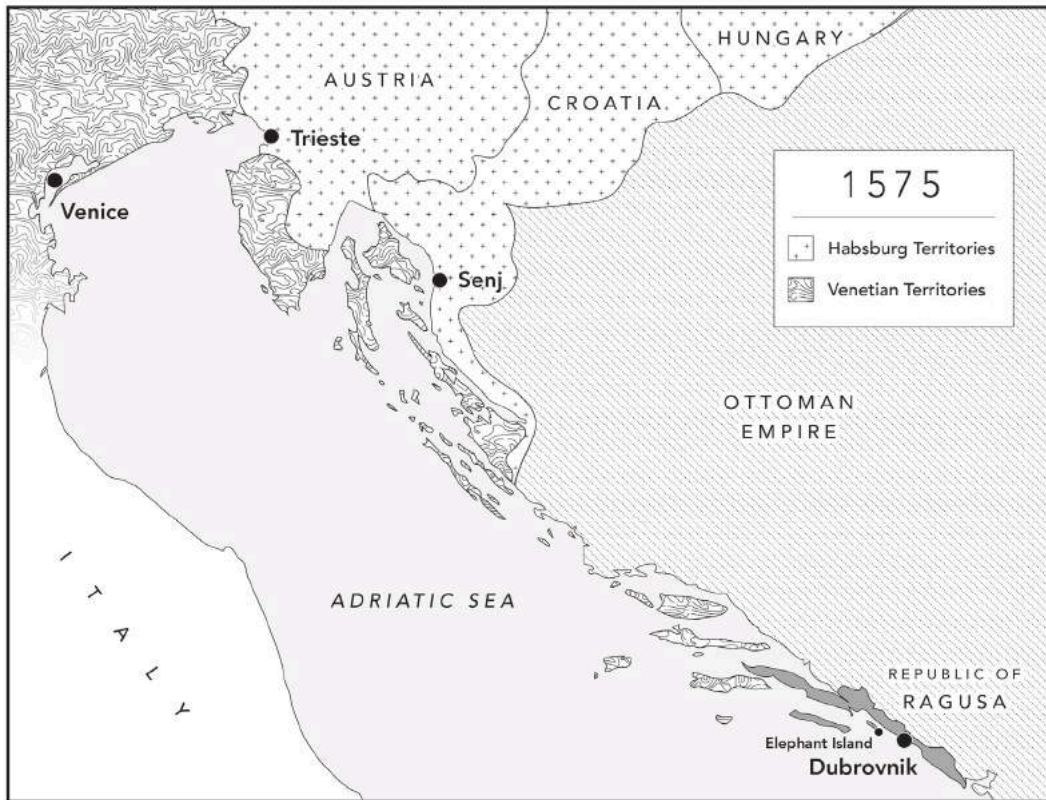 HUNGARY
AUSTRIA
CROATIA
Trieste
Venice
1575
Habsburg Territories
Venetian Territories
Senj
OTTOMAN
EMPIRE
ITALY
ADRIATIC SEA
REPUBLIC OF
RAGUSA
Elephant Island
Dubrovnik